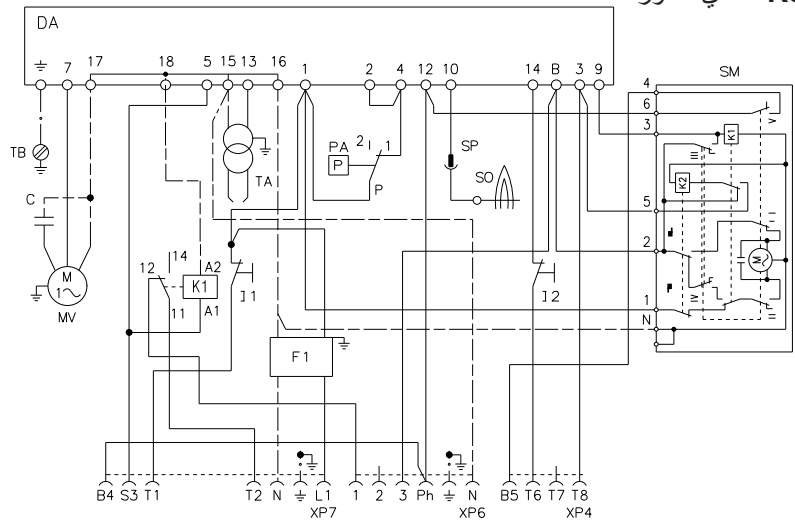 DA
7 17 18 5 15 13 16 1 2 4 12 10 14 B 3 9
SM
4
6
3
5
2
1
N
V
K1
III
K2
I
M
IV
II
TB
C
M
1~
MV
TA
PA
P
2 1
P
SP
SO
12
14
11
A2
K1
A1
I1
I2
F1
B4 S3 T1 T2 N L1 1 2 3 Ph N B5 T6 T7 T8
XP7 XP6 XP4